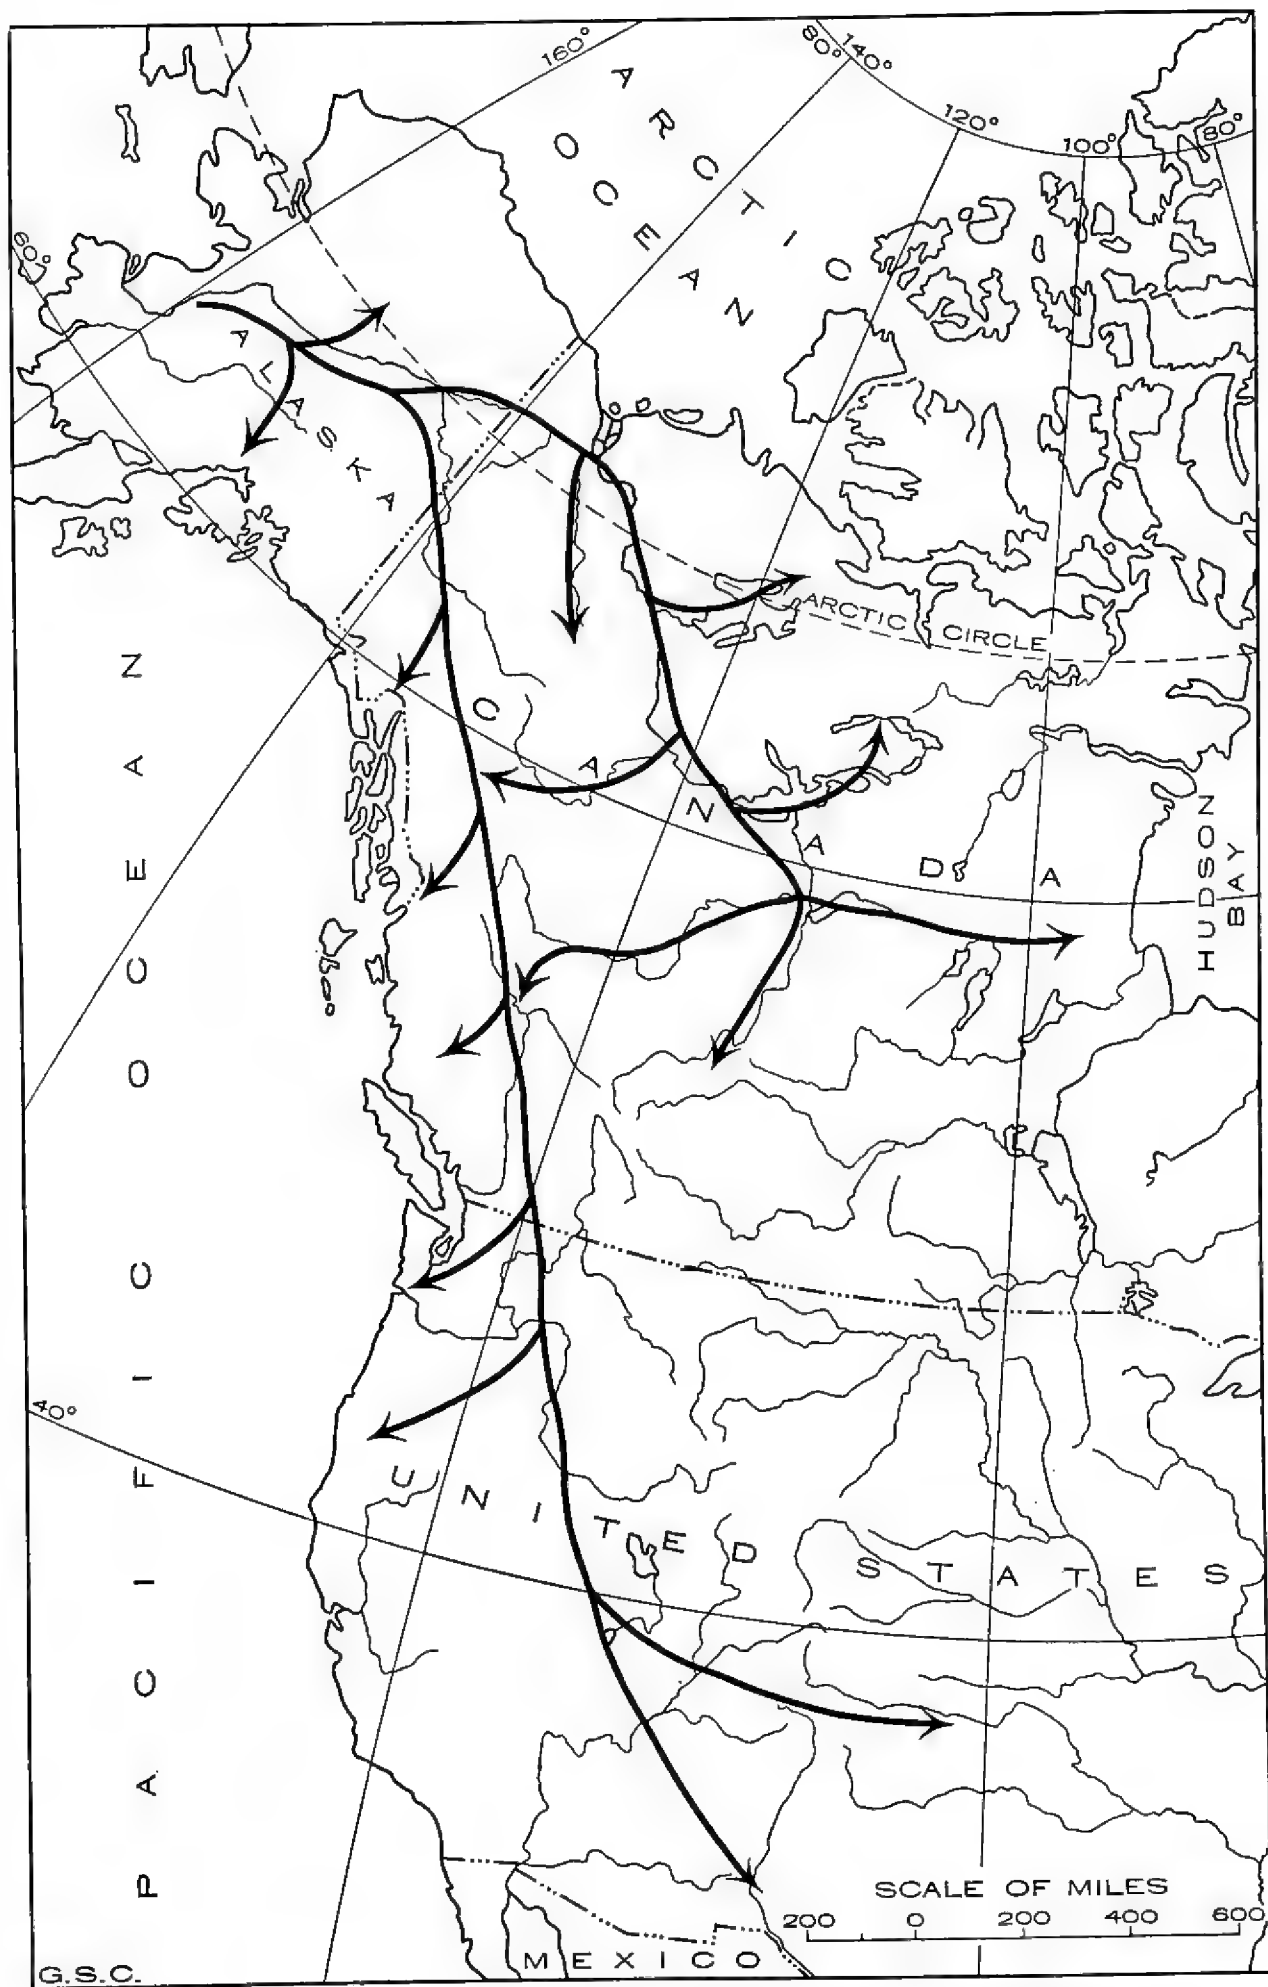 160°
80°
140°
120°
100°
80°
60°
ARCTIC
OCEAN
ALASKA
ARCTIC CIRCLE
CANADA
HUDSON
BAY
PACIFIC OCEAN
40°
UNITED STATES
SCALE OF MILES
200 0 200 400 600
MEXICO
G.S.C.